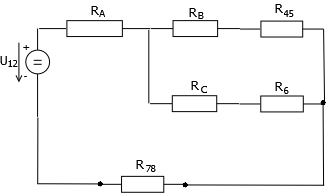 R_A
R_B
R_45
U_12
+
=
-
R_C
R_6
R_78